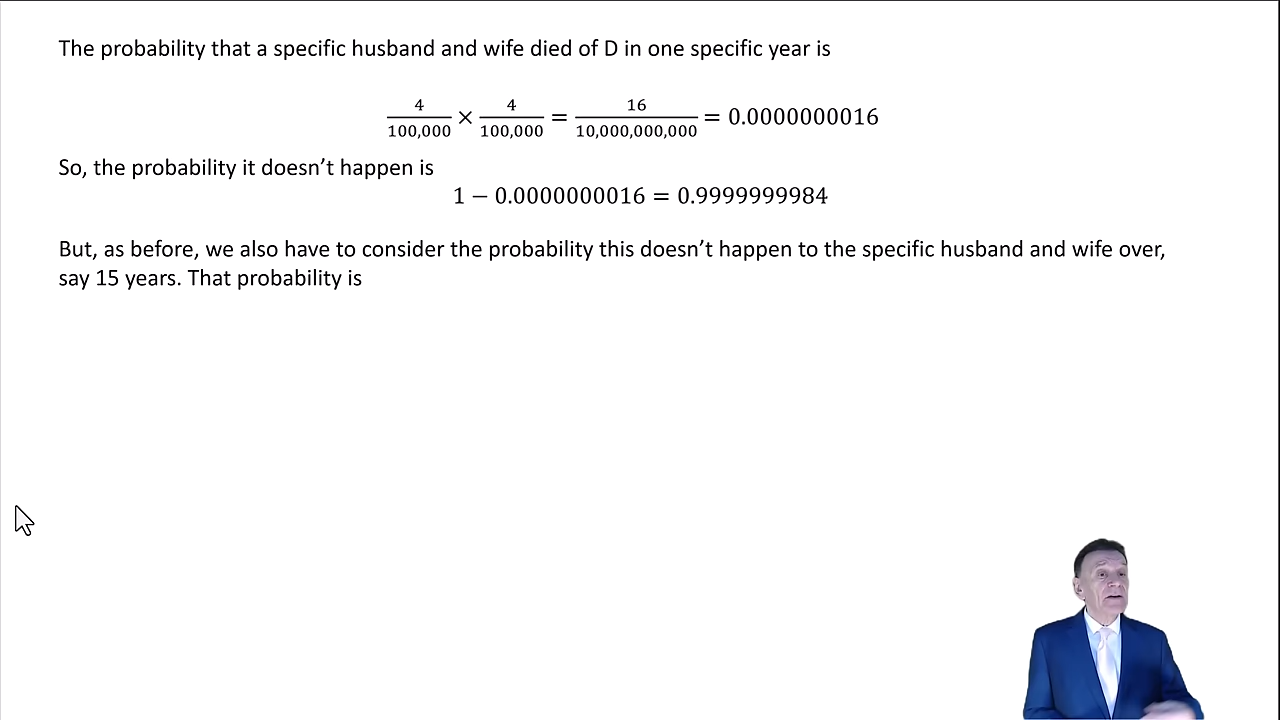 The probability that a specific husband and wife died of D in one specific year is
4/100,000 × 4/100,000 = 16/10,000,000,000 = 0.0000000016
So, the probability it doesn’t happen is
1 − 0.0000000016 = 0.9999999984
But, as before, we also have to consider the probability this doesn’t happen to the specific husband and wife over,
say 15 years. That probability is